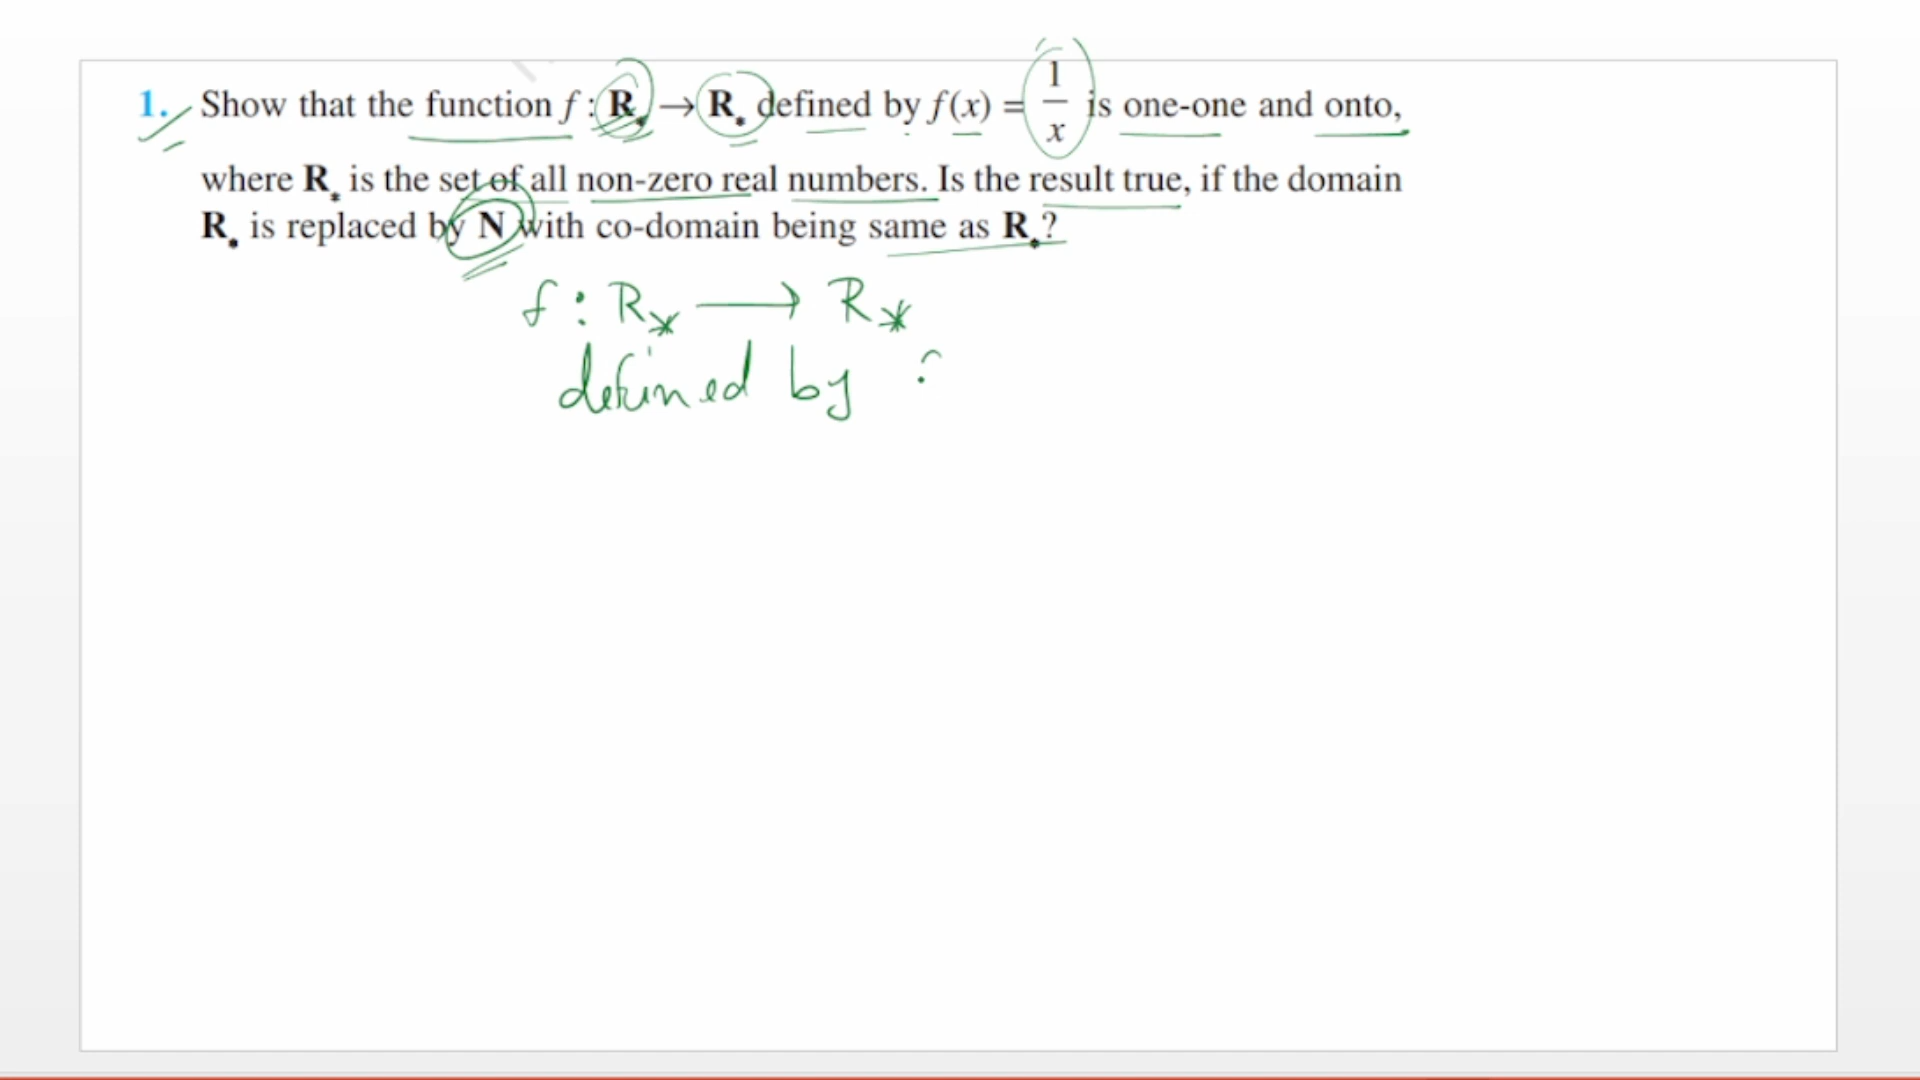 1. Show that the function f : R* → R* defined by f(x) = 1/x is one-one and onto,
where R* is the set of all non-zero real numbers. Is the result true, if the domain
R* is replaced by N with co-domain being same as R*?
f : R* → R*
defined by